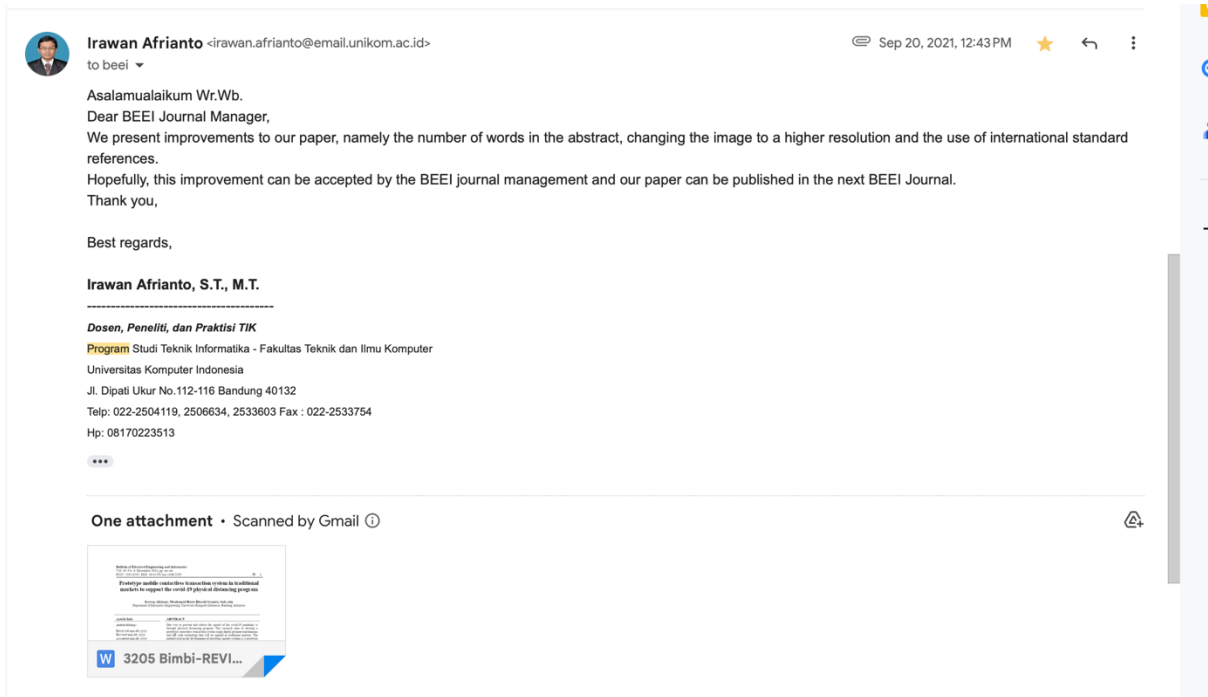 Irawan Afrianto <irawan.afrianto@email.unikom.ac.id>
Sep 20, 2021, 12:43 PM
to beei
Asalamualaikum Wr.Wb.
Dear BEEI Journal Manager,
We present improvements to our paper, namely the number of words in the abstract, changing the image to a higher resolution and the use of international standard
references.
Hopefully, this improvement can be accepted by the BEEI journal management and our paper can be published in the next BEEI Journal.
Thank you,
Best regards,
Irawan Afrianto, S.T., M.T.
---------------------------------------
Dosen, Peneliti, dan Praktisi TIK
Program Studi Teknik Informatika - Fakultas Teknik dan Ilmu Komputer
Universitas Komputer Indonesia
Jl. Dipati Ukur No.112-116 Bandung 40132
Telp: 022-2504119, 2506634, 2533603 Fax : 022-2533754
Hp: 08170223513
One attachment • Scanned by Gmail
Bulletin of Electrical Engineering and Informatics
Prototype mobile contactless transaction system in traditional
markets to support the covid-19 physical distancing program
ABSTRACT
W 3205 Bimbi-REVI...